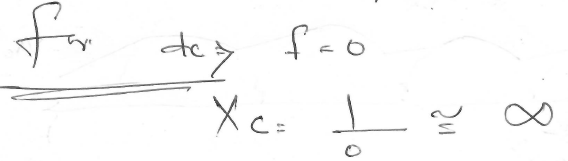 For dc ⇒ f = 0
Xc = 1/0 ≅ ∞